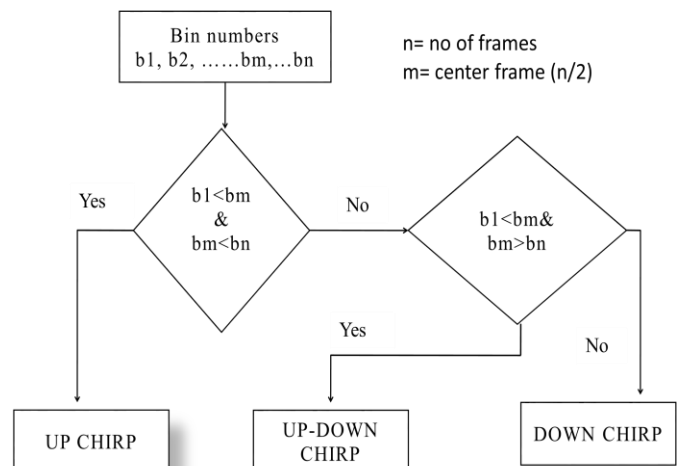 Bin numbers
b1, b2, ......bm,...bn
n= no of frames
m= center frame (n/2)
Yes
b1<bm
&
bm<bn
No
b1<bm&
bm>bn
Yes
No
UP CHIRP
UP-DOWN
CHIRP
DOWN CHIRP